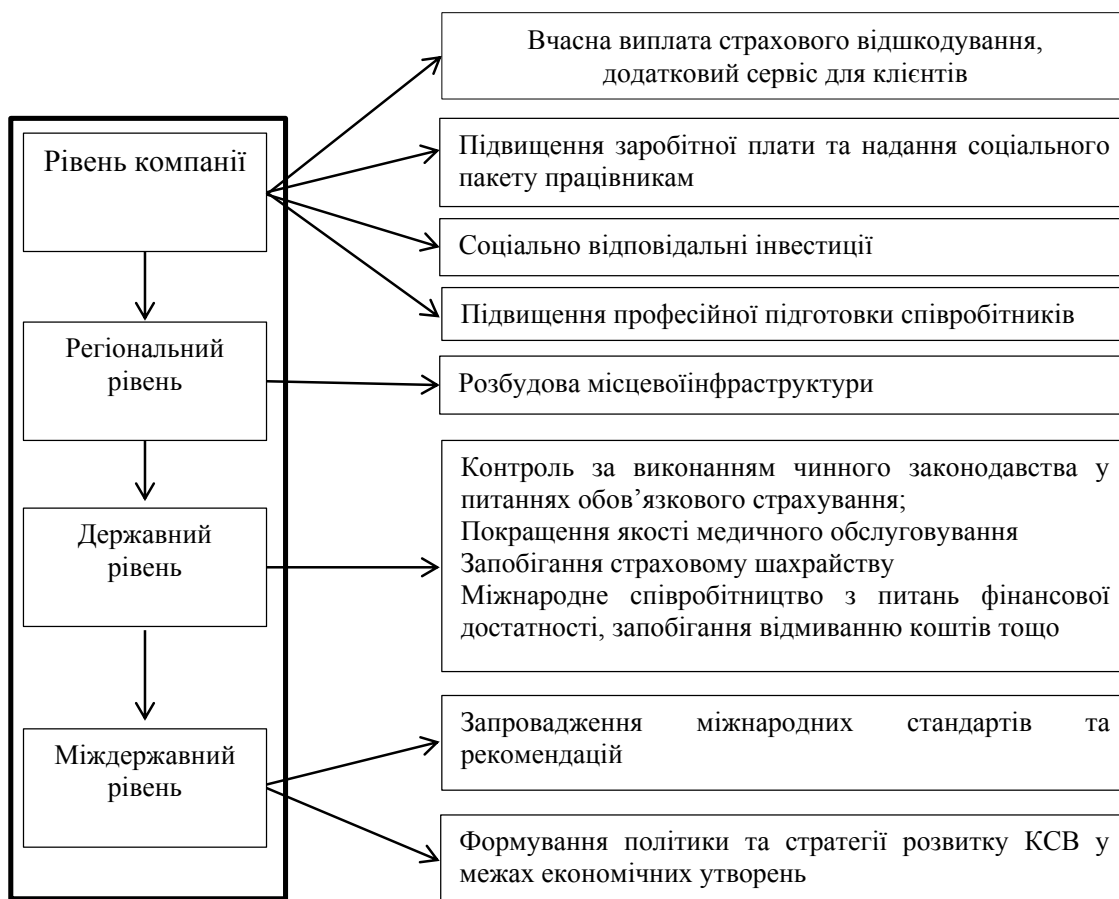 Вчасна виплата страхового відшкодування,
додатковий сервіс для клієнтів
Рівень компанії
Підвищення заробітної плати та надання соціального
пакету працівникам
Соціально відповідальні інвестиції
Підвищення професійної підготовки співробітників
Регіональний
рівень
Розбудова місцевоїінфраструктури
Державний
рівень
Контроль за виконанням чинного законодавства у
питаннях обов’язкового страхування;
Покращення якості медичного обслуговування
Запобігання страховому шахрайству
Міжнародне співробітництво з питань фінансової
достатності, запобігання відмиванню коштів тощо
Міждержавний
рівень
Запровадження міжнародних стандартів та
рекомендацій
Формування політики та стратегії розвитку КСВ у
межах економічних утворень